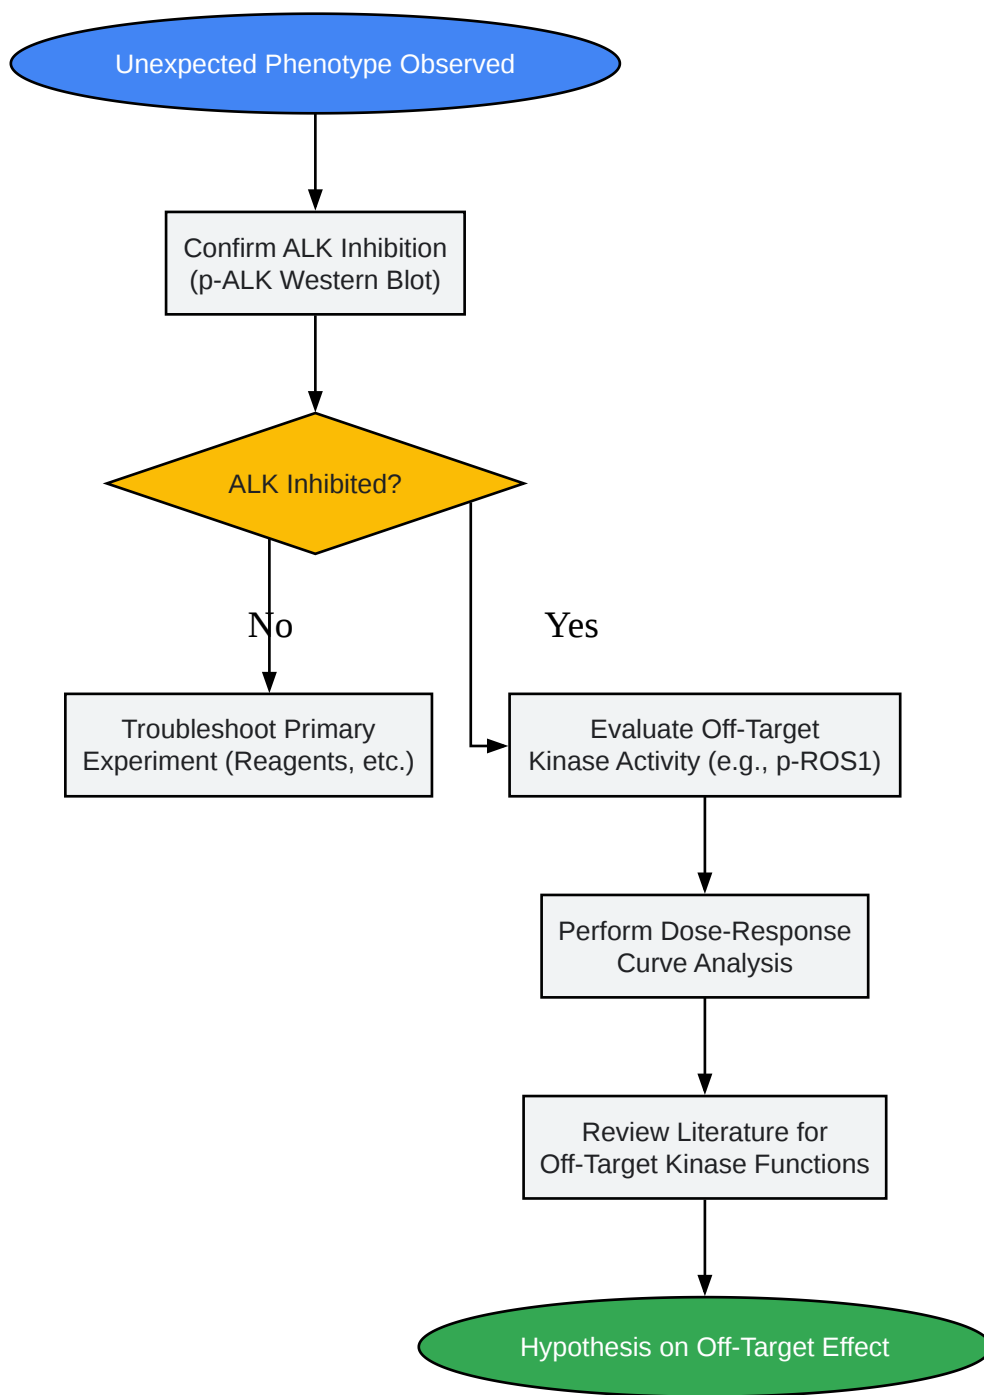 Unexpected Phenotype Observed
Confirm ALK Inhibition
(p-ALK Western Blot)
ALK Inhibited?
No
Yes
Troubleshoot Primary
Experiment (Reagents, etc.)
Evaluate Off-Target
Kinase Activity (e.g., p-ROS1)
Perform Dose-Response
Curve Analysis
Review Literature for
Off-Target Kinase Functions
Hypothesis on Off-Target Effect